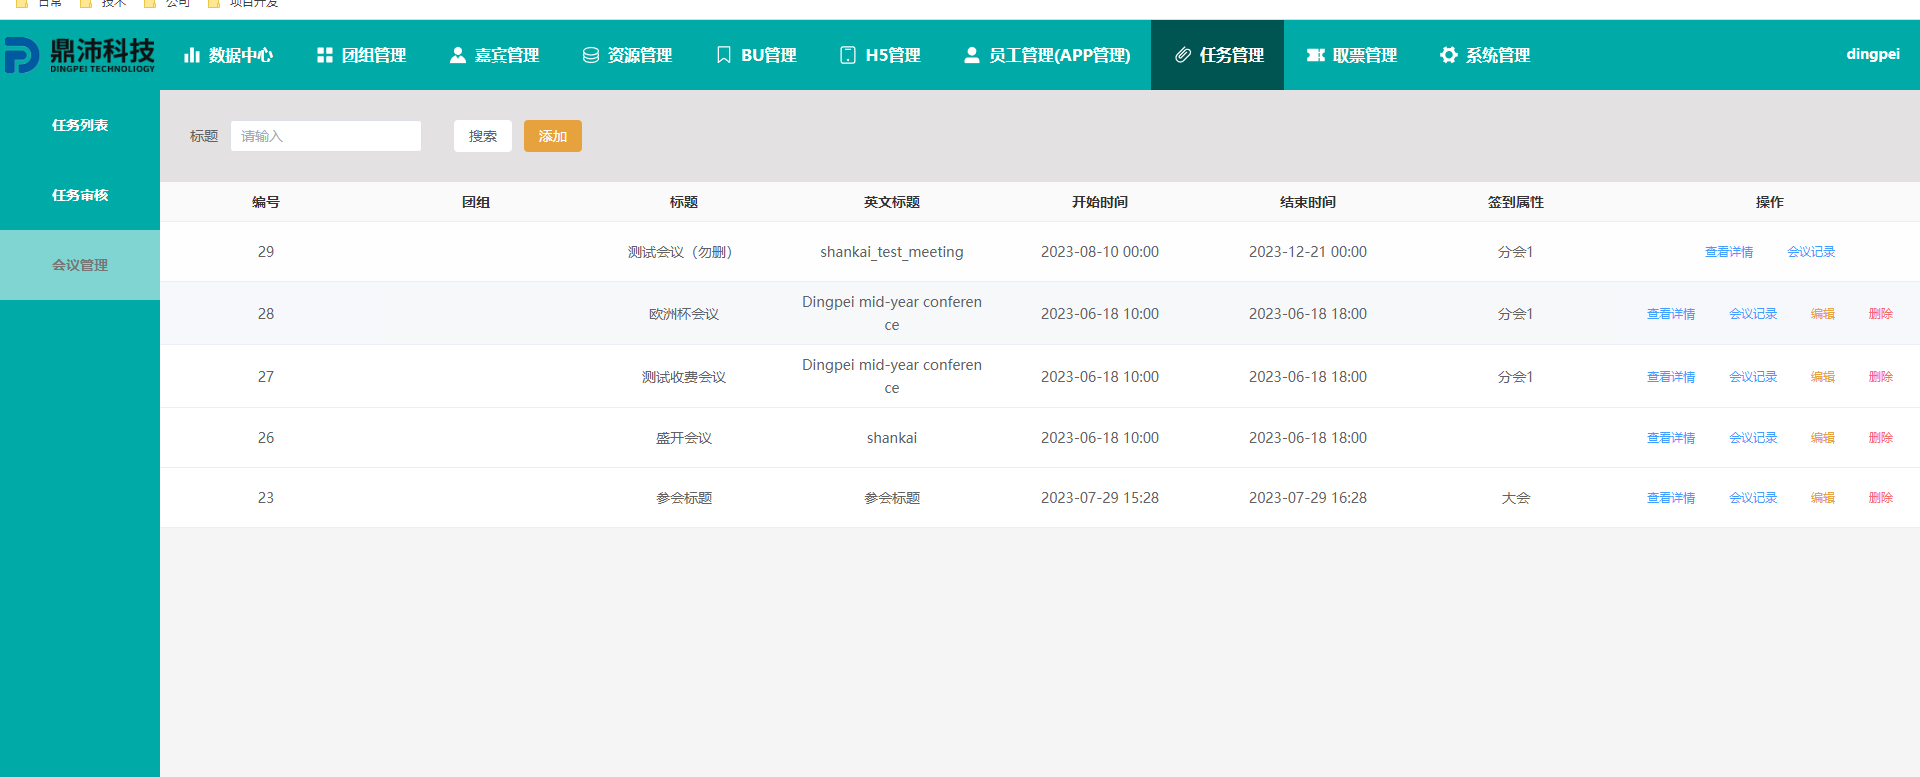 日常 技术 公司 项目开发
鼎沛科技 数据中心 团组管理 嘉宾管理 资源管理 BU管理 H5管理 员工管理(APP管理) 任务管理 取票管理 系统管理 dingpei
DINGPEI TECHNOLIOGY
任务列表
标题 请输入 搜索 添加
任务审核
会议管理
编号 团组 标题 英文标题 开始时间 结束时间 签到属性 操作
29 测试会议（勿删） shankai_test_meeting 2023-08-10 00:00 2023-12-21 00:00 分会1 查看详情 会议记录
28 欧洲杯会议 Dingpei mid-year conferen 2023-06-18 10:00 2023-06-18 18:00 分会1 查看详情 会议记录 编辑 删除
ce
27 测试收费会议 Dingpei mid-year conferen 2023-06-18 10:00 2023-06-18 18:00 分会1 查看详情 会议记录 编辑 删除
ce
26 盛开会议 shankai 2023-06-18 10:00 2023-06-18 18:00 查看详情 会议记录 编辑 删除
23 参会标题 参会标题 2023-07-29 15:28 2023-07-29 16:28 大会 查看详情 会议记录 编辑 删除